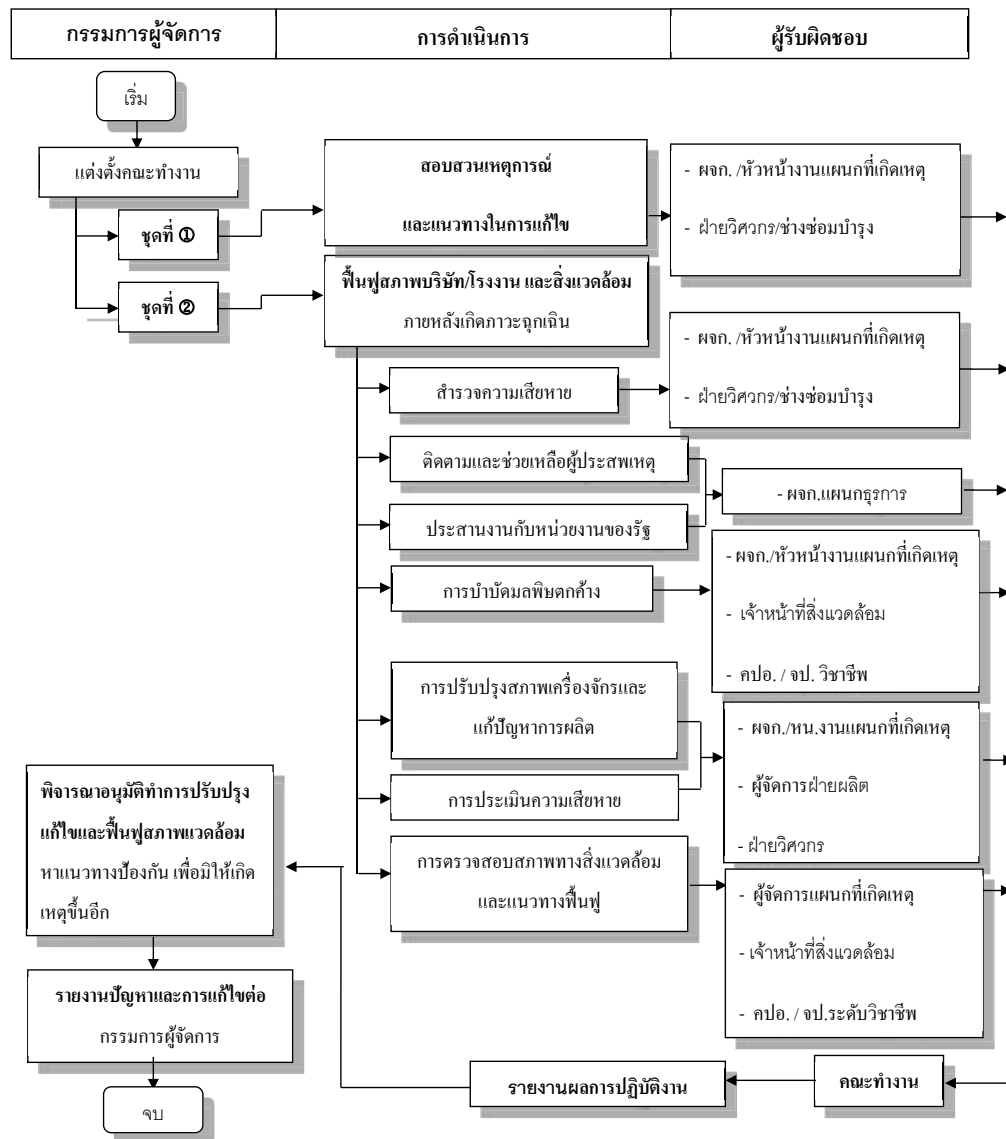 กรรมการผู้จัดการ
การดำเนินการ
ผู้รับผิดชอบ
เริ่ม
แต่งตั้งคณะทำงาน
ชุดที่ ①
ชุดที่ ②
สอบสวนเหตุการณ์
และแนวทางในการแก้ไข
- ผจก. /หัวหน้างานแผนกที่เกิดเหตุ
- ฝ่ายวิศวกร/ช่างซ่อมบำรุง
ฟื้นฟูสภาพบริษัท/โรงงาน และสิ่งแวดล้อม
ภายหลังเกิดภาวะฉุกเฉิน
สำรวจความเสียหาย
- ผจก. /หัวหน้างานแผนกที่เกิดเหตุ
- ฝ่ายวิศวกร/ช่างซ่อมบำรุง
ติดตามและช่วยเหลือผู้ประสพเหตุ
ประสานงานกับหน่วยงานของรัฐ
- ผจก.แผนกธุรการ
การบำบัดมลพิษตกค้าง
- ผจก./หัวหน้างานแผนกที่เกิดเหตุ
- เจ้าหน้าที่สิ่งแวดล้อม
- คปอ. / จป. วิชาชีพ
การปรับปรุงสภาพเครื่องจักรและ
แก้ปัญหาการผลิต
การประเมินความเสียหาย
- ผจก./หน.งานแผนกที่เกิดเหตุ
- ผู้จัดการฝ่ายผลิต
- ฝ่ายวิศวกร
การตรวจสอบสภาพทางสิ่งแวดล้อม
และแนวทางฟื้นฟู
- ผู้จัดการแผนกที่เกิดเหตุ
- เจ้าหน้าที่สิ่งแวดล้อม
- คปอ. / จป.ระดับวิชาชีพ
คณะทำงาน
รายงานผลการปฏิบัติงาน
พิจารณาอนุมัติทำการปรับปรุง
แก้ไขและฟื้นฟูสภาพแวดล้อม
หาแนวทางป้องกัน เพื่อมิให้เกิด
เหตุขึ้นอีก
รายงานปัญหาและการแก้ไขต่อ
กรรมการผู้จัดการ
จบ